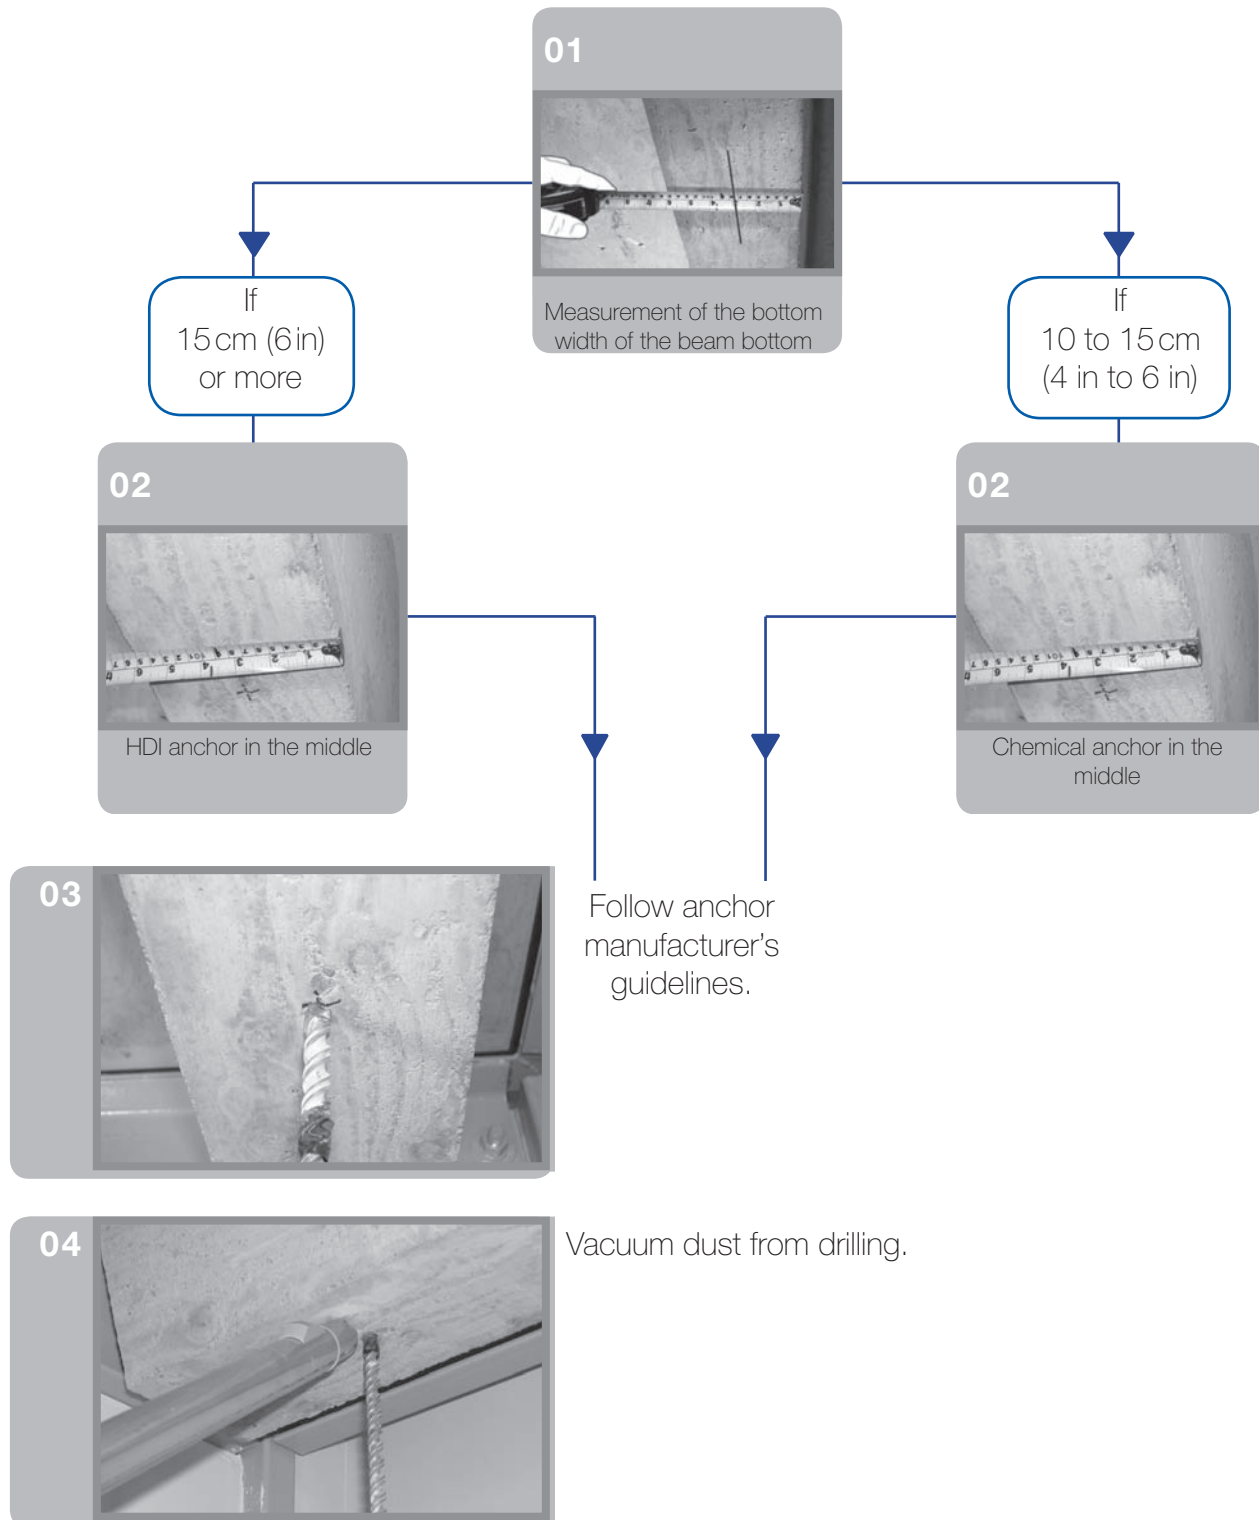 01
Measurement of the bottom
width of the beam bottom
If
15 cm (6 in)
or more
If
10 to 15 cm
(4 in to 6 in)
02
HDI anchor in the middle
02
Chemical anchor in the
middle
03
Follow anchor
manufacturer's
guidelines.
04
Vacuum dust from drilling.